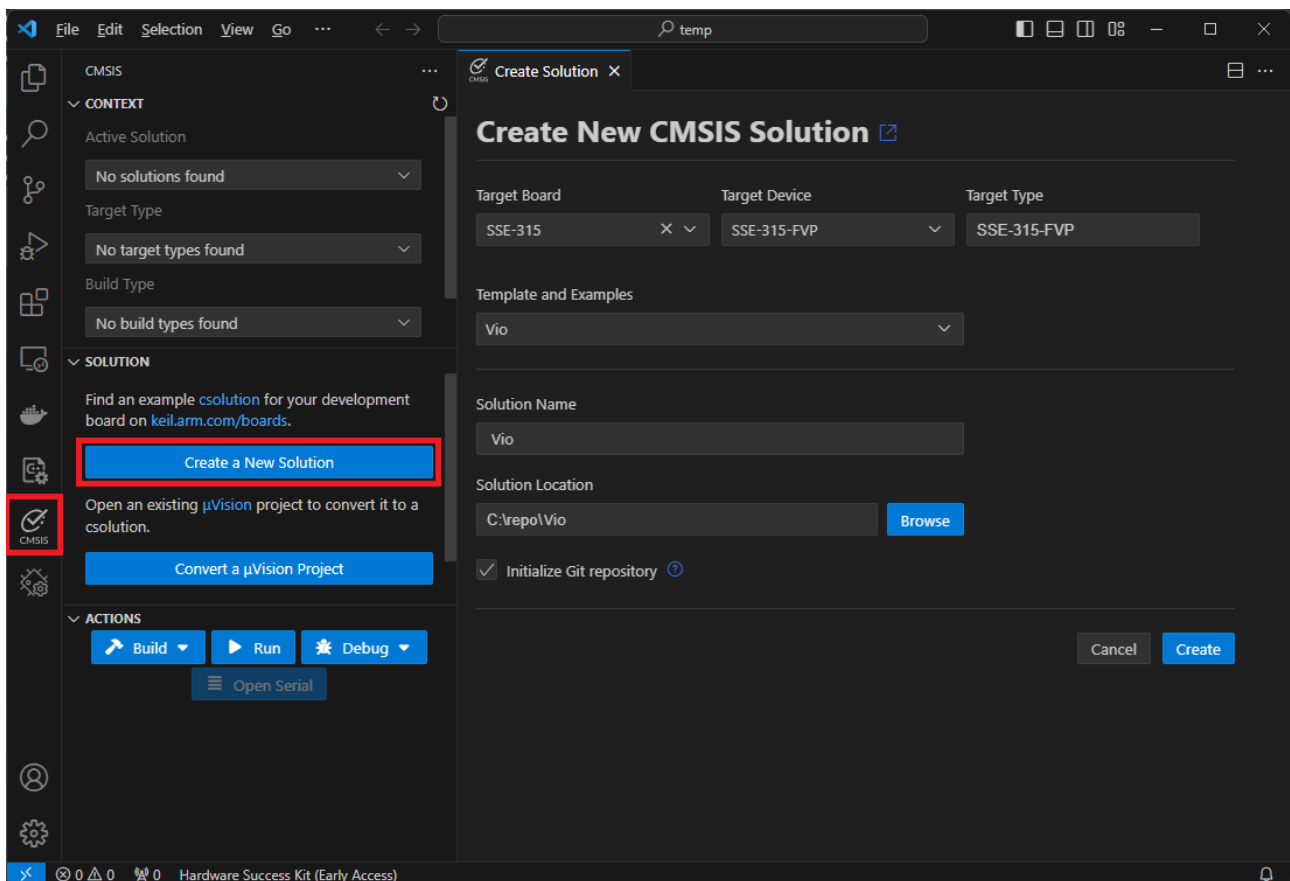 File Edit Selection View Go ··· temp
CMSIS
CONTEXT
Active Solution
No solutions found
Target Type
No target types found
Build Type
No build types found
SOLUTION
Find an example csolution for your development
board on keil.arm.com/boards.
Create a New Solution
Open an existing µVision project to convert it to a
csolution.
Convert a µVision Project
ACTIONS
Build Run Debug
Open Serial
CMSIS
CMSIS Create Solution
Create New CMSIS Solution
Target Board Target Device Target Type
SSE-315 SSE-315-FVP SSE-315-FVP
Template and Examples
Vio
Solution Name
Vio
Solution Location
C:\repo\Vio Browse
Initialize Git repository
Cancel Create
0 0 0 Hardware Success Kit (Early Access)